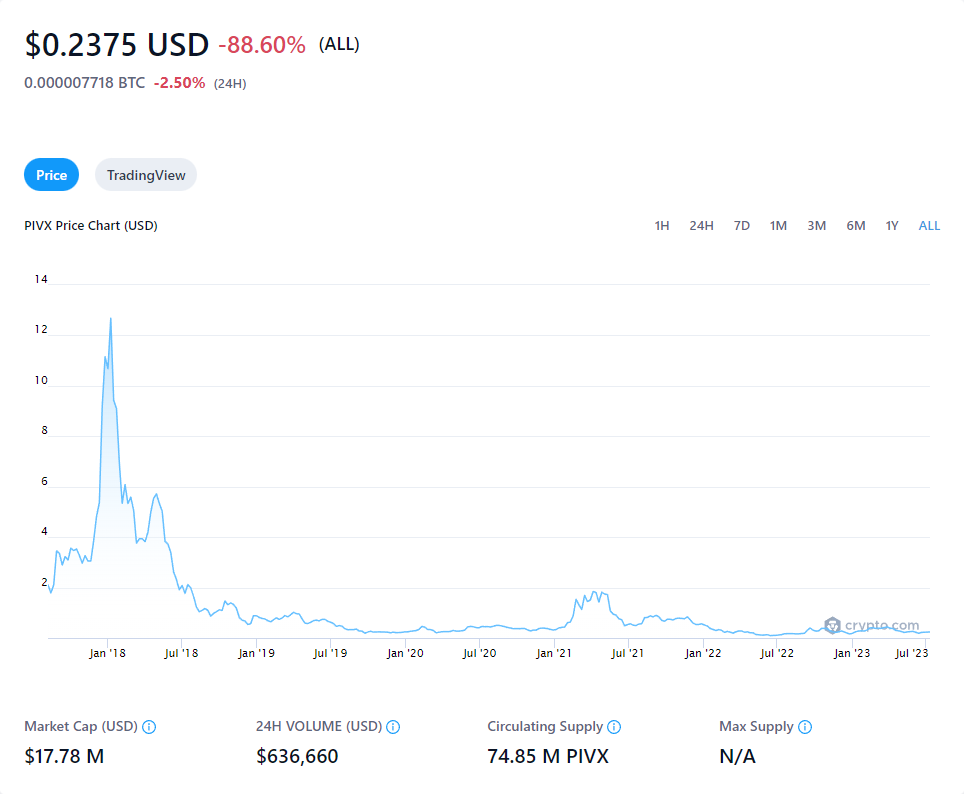 $0.2375 USD -88.60% (ALL)
0.000007718 BTC -2.50% (24H)
Price TradingView
PIVX Price Chart (USD) 1H 24H 7D 1M 3M 6M 1Y ALL
14
12
10
8
6
4
2
crypto.com
Jan '18 Jul '18 Jan '19 Jul '19 Jan '20 Jul '20 Jan '21 Jul '21 Jan '22 Jul '22 Jan '23 Jul '23
Market Cap (USD) 24H VOLUME (USD) Circulating Supply Max Supply
$17.78 M $636,660 74.85 M PIVX N/A